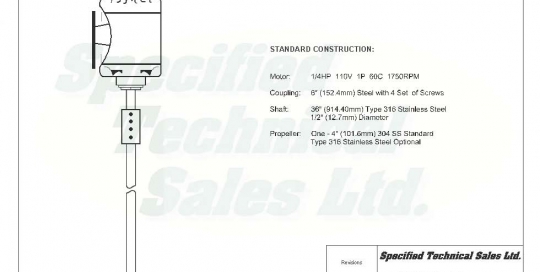 STANDARD CONSTRUCTION:
Motor: 1/4HP 110V 1P 60C 1750RPM
Coupling: 6" (152.4mm) Steel with 4 Set of Screws
Shaft: 36" (914.40mm) Type 316 Stainless Steel
1/2" (12.7mm) Diameter
Propeller: One - 4" (101.6mm) 304 SS Standard
Type 316 Stainless Steel Optional
Specified
Technical
Sales Ltd.
Revisions
Specified Technical Sales Ltd.